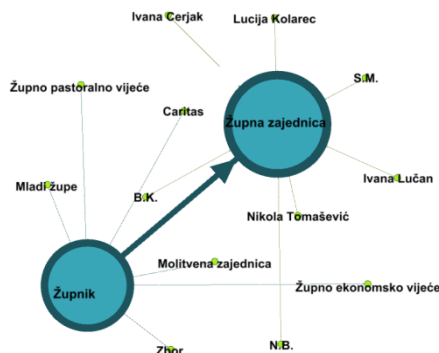 Ivana Cerjak
Lucija Kolarec
S.M.
Župno pastoralno vijeće
Caritas
Župna zajednica
Ivana Lučan
Mladi župe
B.K.
Nikola Tomašević
Molitvena zajednica
Župnik
Župno ekonomsko vijeće
Zbor
N.B.